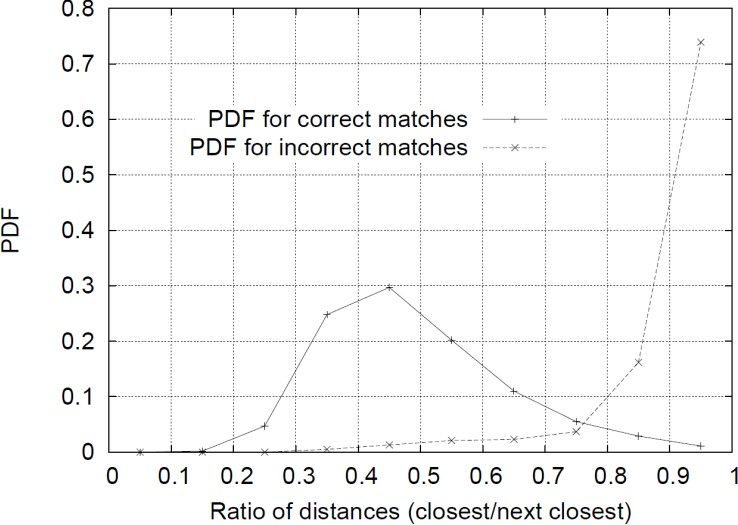 0.8
0.7
PDF for correct matches
0.6
PDF for incorrect matches
0.5
0.4
PDF
0.3
0.2
0.1
0
0 0.1 0.2 0.3 0.4 0.5 0.6 0.7 0.8 0.9 1
Ratio of distances (closest/next closest)